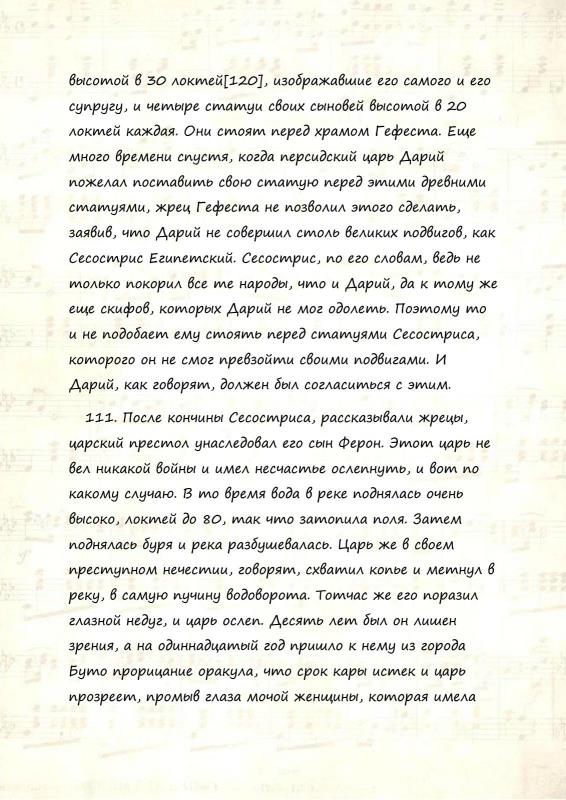 высотой в 30 локтей[120], изображавшие его самого и его
супругу, и четыре статуи своих сыновей высотой в 20
локтей каждая. Они стоят перед храмом Гефеста. Еще
много времени спустя, когда персидский царь Дарий
пожелал поставить свою статую перед этими древними
статуями, жрец Гефеста не позволил этого сделать,
заявив, что Дарий не совершил столь великих подвигов, как
Сесострис Египетский. Сесострис, по его словам, ведь не
только покорил все те народы, что и Дарий, да к тому же
еще скифов, которых Дарий не мог одолеть. Поэтому то
и не подобает ему стоять перед статуями Сесостриса,
которого он не смог превзойти своими подвигами. И
Дарий, как говорят, должен был согласиться с этим.
111. После кончины Сесостриса, рассказывали жрецы,
царский престол унаследовал его сын Ферон. Этот царь не
вел никакой войны и имел несчастье ослепнуть, и вот по
какому случаю. В то время вода в реке поднялась очень
высоко, локтей до 80, так что затопила поля. Затем
поднялась буря и река разбушевалась. Царь же в своем
преступном нечестии, говорят, схватил копье и метнул в
реку, в самую пучину водоворота. Тотчас же его поразил
глазной недуг, и царь ослеп. Десять лет был он лишен
зрения, а на одиннадцатый год пришло к нему из города
Буто прорицание оракула, что срок кары истек и царь
прозреет, промыв глаза мочой женщины, которая имела